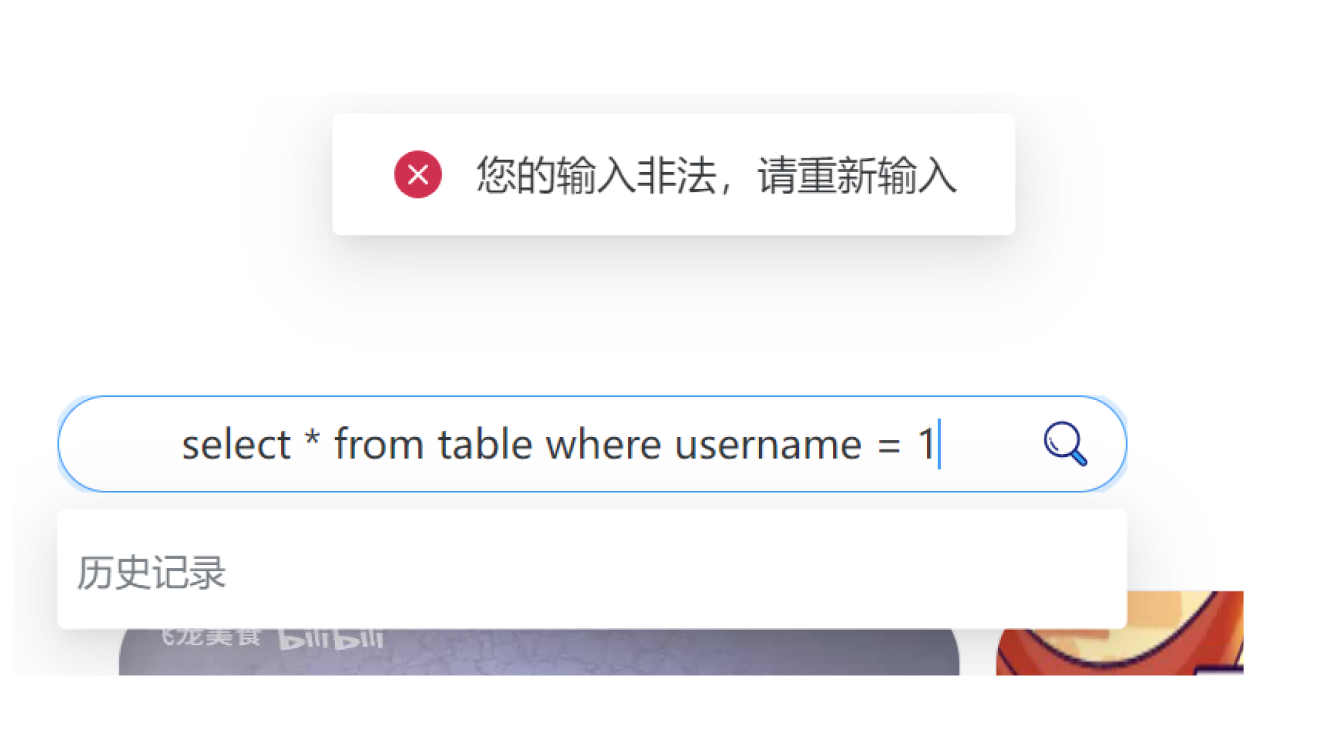 您的输入非法，请重新输入
select * from table where username = 1
历史记录
飞龙美食 bilibili